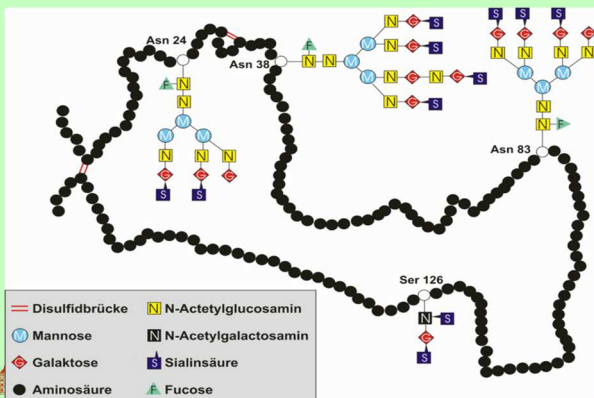 Asn 24
Asn 38
Asn 83
Ser 126
F N N M M M N G S N G S N G N G S N G S
F N N M M M N G S N G S N G
S S S G G G G N N N N M M M N N F
N S G S
Disulfidbrücke
N N-Actetylglucosamin
M Mannose
N N-Acetylgalactosamin
G Galaktose
S Sialinsäure
Aminosäure
F Fucose